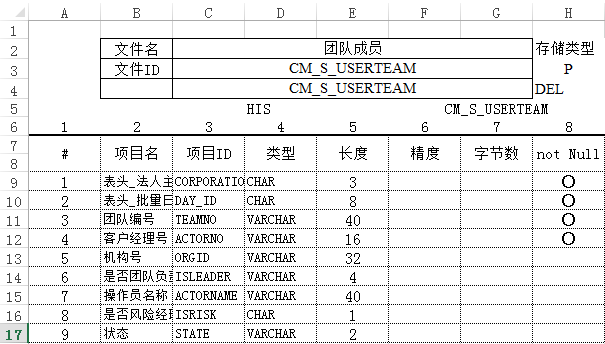 A B C D E F G H
1
2 文件名 团队成员 存储类型
3 文件ID CM_S_USERTEAM P
4 CM_S_USERTEAM DEL
5 HIS CM_S_USERTEAM
6 1 2 3 4 5 6 7 8
7 # 项目名 项目ID 类型 长度 精度 字节数 not Null
8
9 1 表头_法人主 CORPORATIO CHAR 3 O
10 2 表头_批量日 DAY_ID CHAR 8 O
11 3 团队编号 TEAMNO VARCHAR 40 O
12 4 客户经理号 ACTORNO VARCHAR 16 O
13 5 机构号 ORGID VARCHAR 32
14 6 是否团队负 ISLEADER VARCHAR 4
15 7 操作员名称 ACTORNAME VARCHAR 40
16 8 是否风险经 ISRISK CHAR 1
17 9 状态 STATE VARCHAR 2